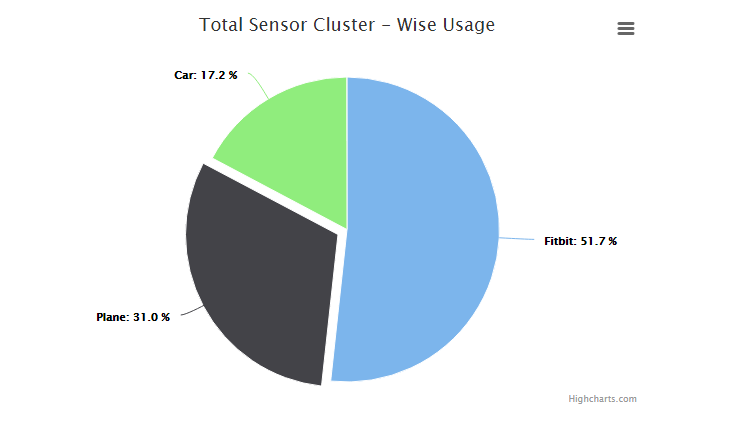 Total Sensor Cluster - Wise Usage
Car: 17.2 %
Fitbit: 51.7 %
Plane: 31.0 %
Highcharts.com